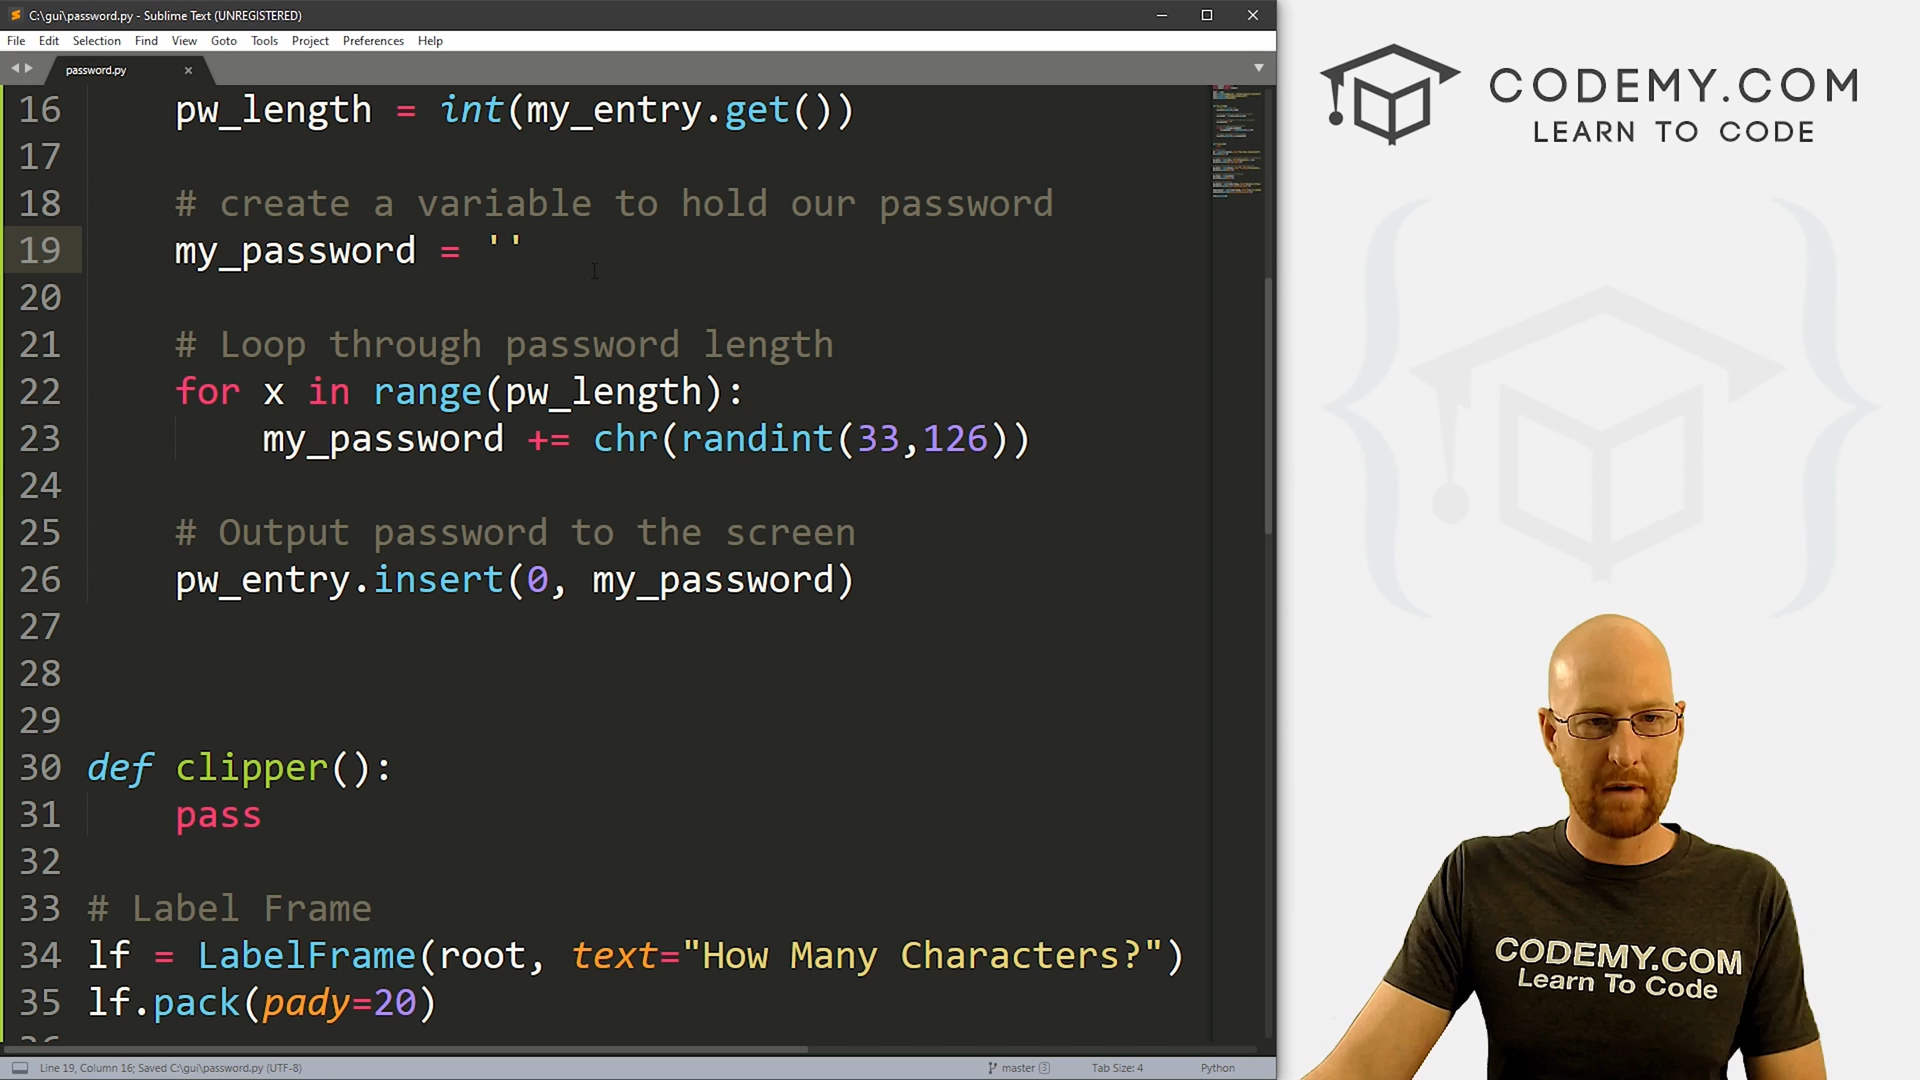 C:\gui\password.py - Sublime Text (UNREGISTERED)
File Edit Selection Find View Goto Tools Project Preferences Help
password.py
16 pw_length = int(my_entry.get())
17
18 # create a variable to hold our password
19 my_password = ''
20
21 # Loop through password length
22 for x in range(pw_length):
23 my_password += chr(randint(33,126))
24
25 # Output password to the screen
26 pw_entry.insert(0, my_password)
27
28
29
30 def clipper():
31 pass
32
33 # Label Frame
34 lf = LabelFrame(root, text="How Many Characters?")
35 lf.pack(pady=20)
Line 19, Column 16; Saved C:\gui\password.py (UTF-8)
master 3
Tab Size: 4
Python
CODEMY.COM
LEARN TO CODE
CODEMY.COM
Learn To Code